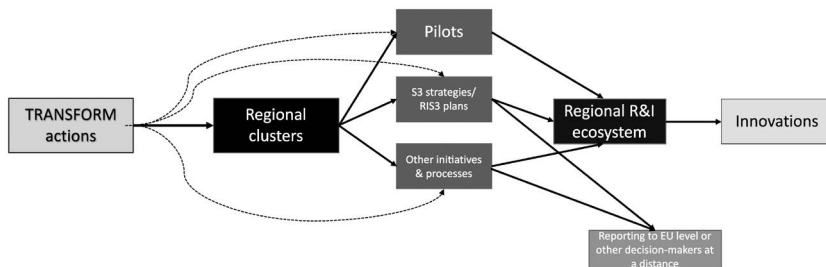 TRANSFORM
actions
Regional
clusters
Pilots
S3 strategies/
RIS3 plans
Other initiatives
& processes
Regional R&I
ecosystem
Innovations
Reporting to EU level or
other decision-makers at
a distance